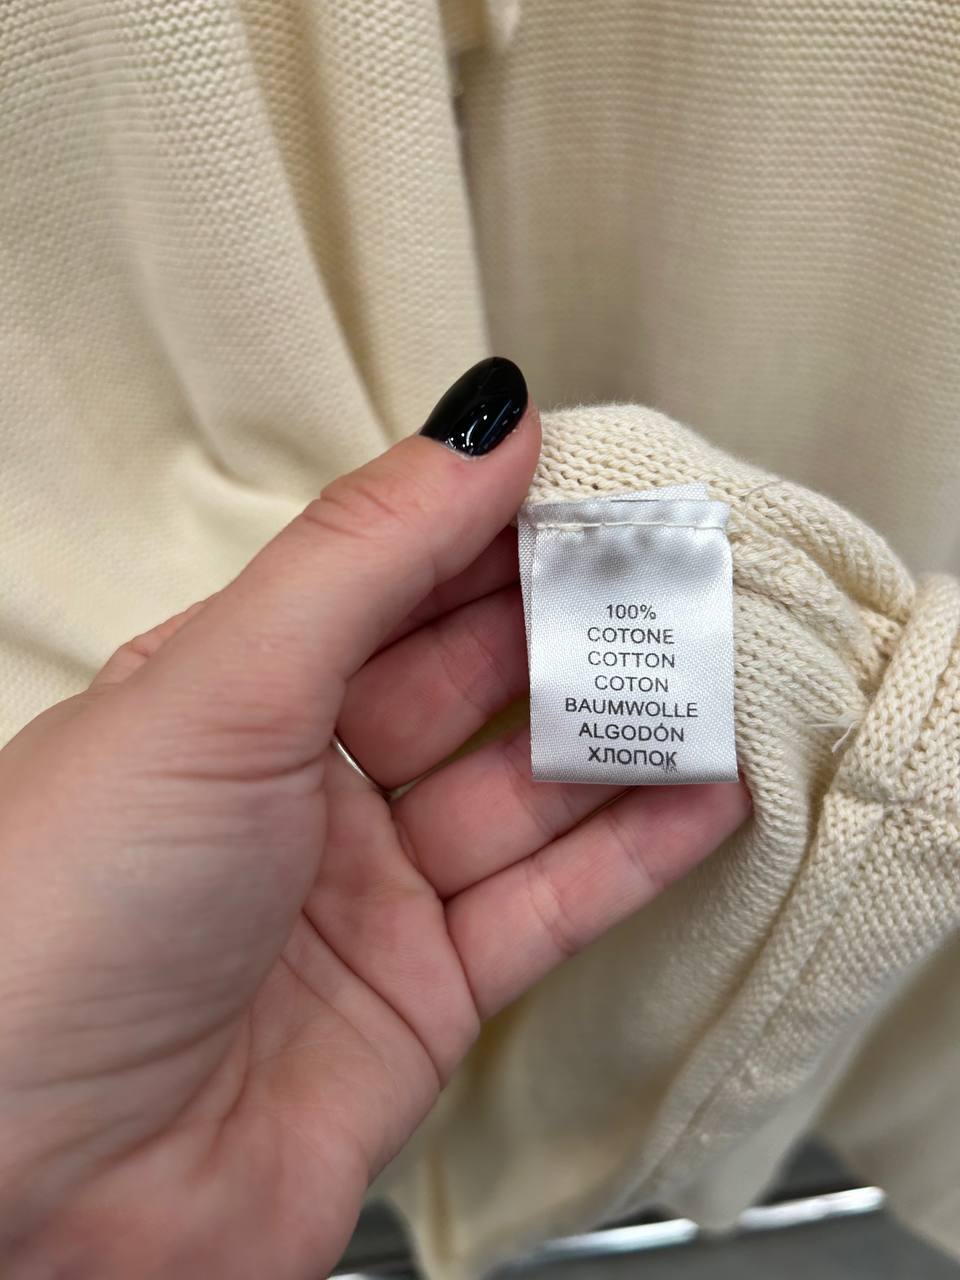 100%
COTONE
COTTON
COTON
BAUMWOLLE
ALGODÓN
ХЛОПОК